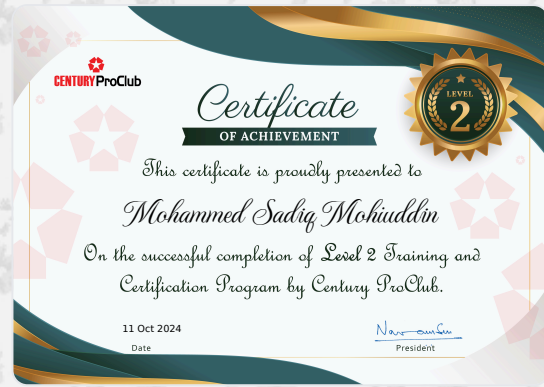 CENTURY ProClub
Certificate
OF ACHIEVEMENT
LEVEL
2
This certificate is proudly presented to
Mohammed Sadiq Mohiuddin
On the successful completion of Level 2 Training and
Certification Program by Century ProClub.
11 Oct 2024
Date
President